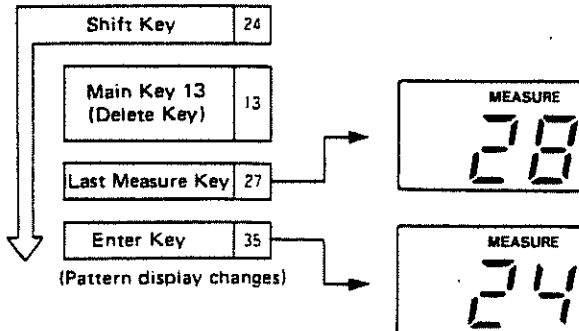 Shift Key 24
Main Key 13 13
(Delete Key)
Last Measure Key 27
MEASURE
28
Enter Key 35
(Pattern display changes)
MEASURE
24